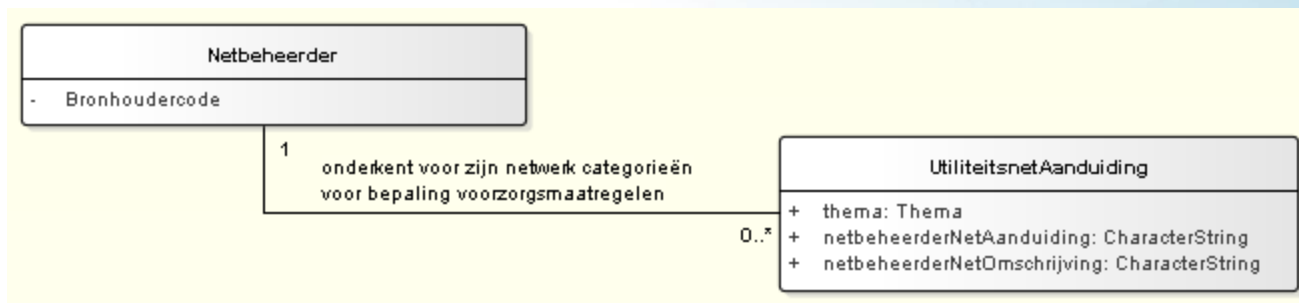 Netbeheerder
- Bronhoudercode
1
onderkent voor zijn netwerk categorieën
voor bepaling voorzorgsmaatregelen
0..*
UtiliteitsnetAanduiding
+ thema: Thema
+ netbeheerderNetAanduiding: CharacterString
+ netbeheerderNetOmschrijving: CharacterString